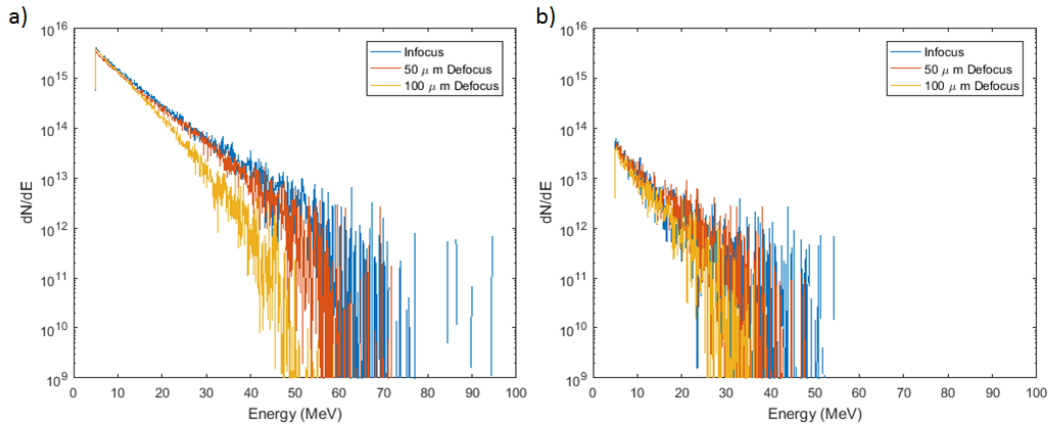 a)
10^16
10^15
10^14
10^13
10^12
10^11
10^10
10^9
dN/dE
0 10 20 30 40 50 60 70 80 90 100
Energy (MeV)
Infocus
50 μ m Defocus
100 μ m Defocus
b)
10^16
10^15
10^14
10^13
10^12
10^11
10^10
10^9
dN/dE
0 10 20 30 40 50 60 70 80 90 100
Energy (MeV)
Infocus
50 μ m Defocus
100 μ m Defocus